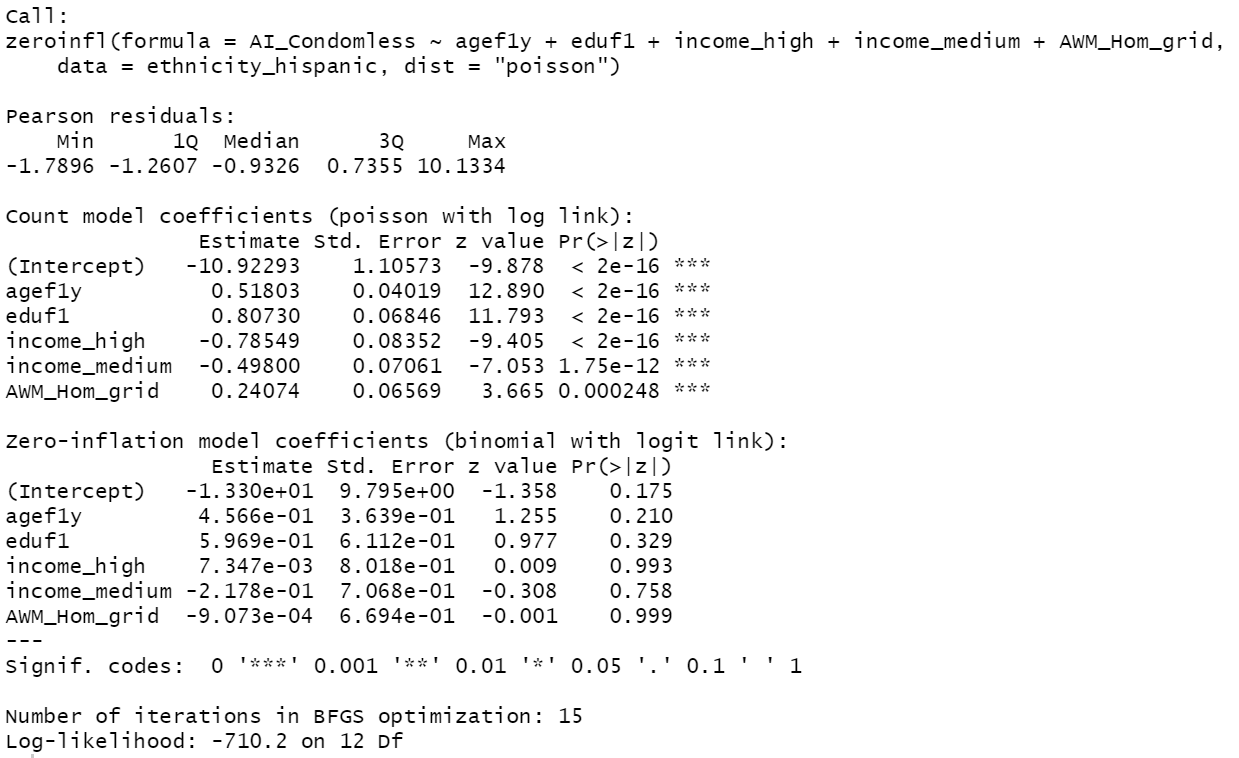 Call:
zeroinfl(formula = AI_Condomless ~ agef1y + eduf1 + income_high + income_medium + AWM_Hom_grid,
    data = ethnicity_hispanic, dist = "poisson")

Pearson residuals:
    Min      1Q  Median      3Q     Max
-1.7896 -1.2607 -0.9326  0.7355 10.1334

Count model coefficients (poisson with log link):
               Estimate Std. Error z value Pr(>|z|)
(Intercept)   -10.92293    1.10573  -9.878  < 2e-16 ***
agef1y          0.51803    0.04019  12.890  < 2e-16 ***
eduf1           0.80730    0.06846  11.793  < 2e-16 ***
income_high    -0.78549    0.08352  -9.405  < 2e-16 ***
income_medium  -0.49800    0.07061  -7.053 1.75e-12 ***
AWM_Hom_grid    0.24074    0.06569   3.665 0.000248 ***

Zero-inflation model coefficients (binomial with logit link):
                Estimate Std. Error z value Pr(>|z|)
(Intercept)   -1.330e+01  9.795e+00  -1.358    0.175
agef1y         4.566e-01  3.639e-01   1.255    0.210
eduf1          5.969e-01  6.112e-01   0.977    0.329
income_high    7.347e-03  8.018e-01   0.009    0.993
income_medium -2.178e-01  7.068e-01  -0.308    0.758
AWM_Hom_grid  -9.073e-04  6.694e-01  -0.001    0.999
---
Signif. codes:  0 '***' 0.001 '**' 0.01 '*' 0.05 '.' 0.1 ' ' 1

Number of iterations in BFGS optimization: 15
Log-likelihood: -710.2 on 12 Df